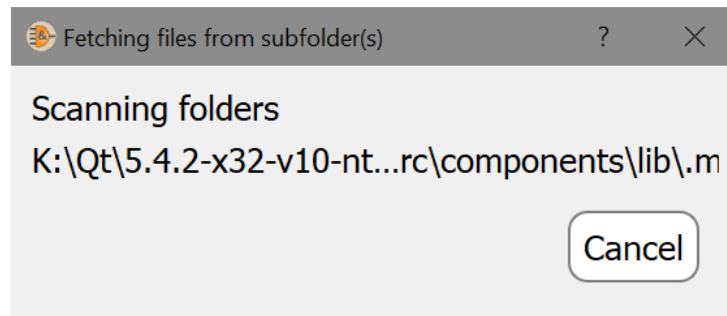 Fetching files from subfolder(s)
Scanning folders
K:\Qt\5.4.2-x32-v10-nt...rc\components\lib\.m
Cancel